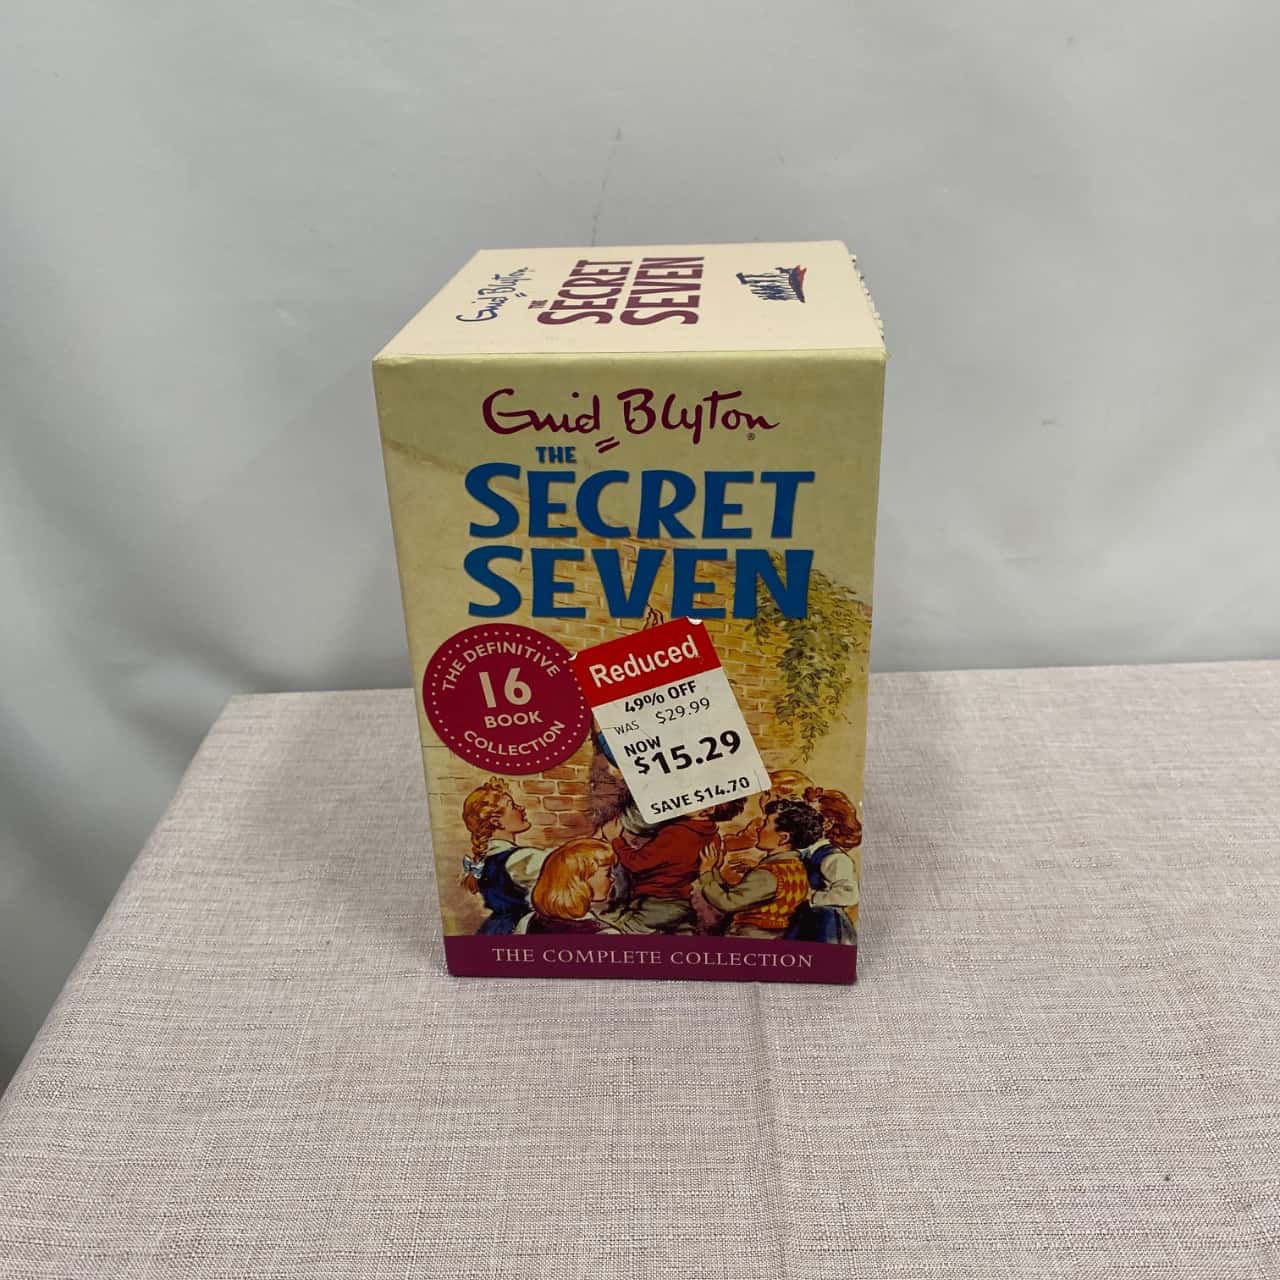 Enid Blyton
THE
SECRET
SEVEN
Enid Blyton®
THE
SECRET
SEVEN
THE DEFINITIVE
16
BOOK
COLLECTION
Reduced
49% OFF
WAS $29.99
NOW
$15.29
SAVE $14.70
THE COMPLETE COLLECTION